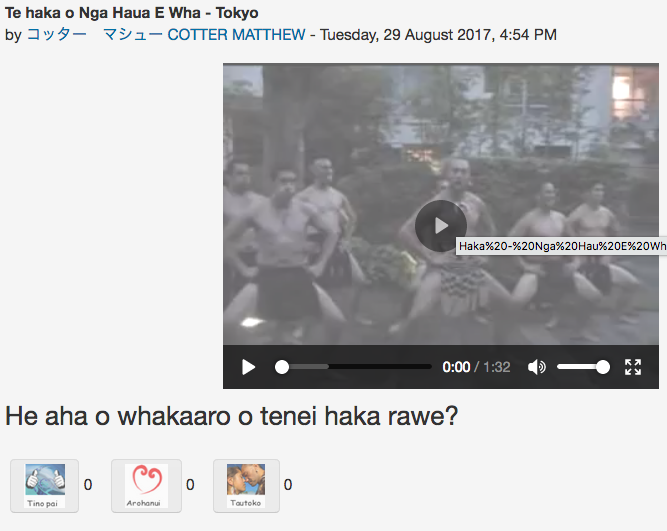 Te haka o Nga Haua E Wha - Tokyo
by コッター　マシュー COTTER MATTHEW - Tuesday, 29 August 2017, 4:54 PM
Haka%20-%20Nga%20Hau%20E%20Wh
0:00 / 1:32
He aha o whakaaro o tenei haka rawe?
Tino pai 0 Arohanui 0 Tautoko 0